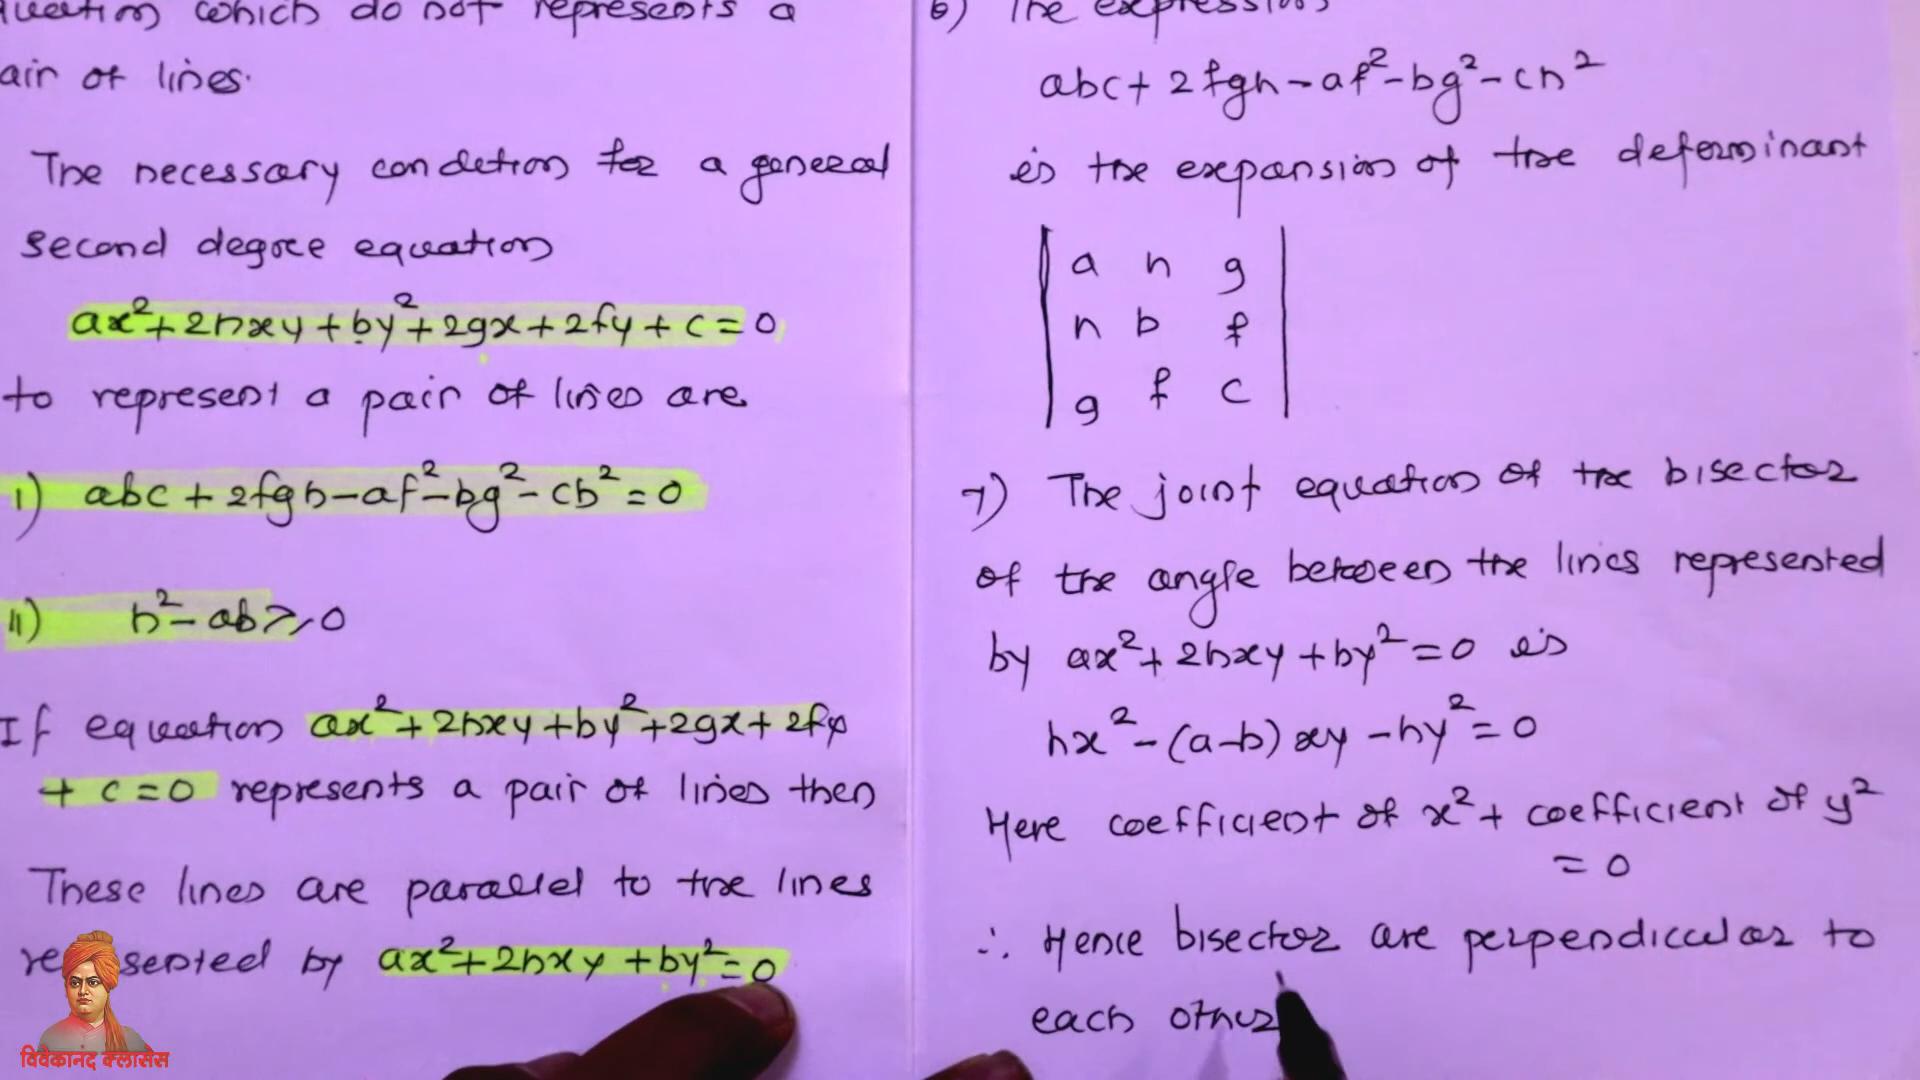 which do not represents a
air of lines.
The necessary condition for a general
second degree equation
ax²+2hxy+by²+2gx+2fy+c=0
to represent a pair of lines are
i) abc+2fgh-af²-bg²-ch²=0
ii) h²-ab≥0
If equation ax²+2hxy+by²+2gx+2fy
+c=0 represents a pair of lines then
These lines are parallel to the lines
re sented by ax²+2hxy+by²=0
6) The expression
abc+2fgh-af²-bg²-ch²
is the expansion of the determinant
a h g
h b f
g f c
7) The joint equation of the bisector
of the angle between the lines represented
by ax²+2hxy+by²=0 is
hx²-(a-b)xy-hy²=0
Here coefficient of x²+ coefficient of y²
=0
∴ Hence bisector are perpendicular to
each other
विवेकानंद क्लासेस